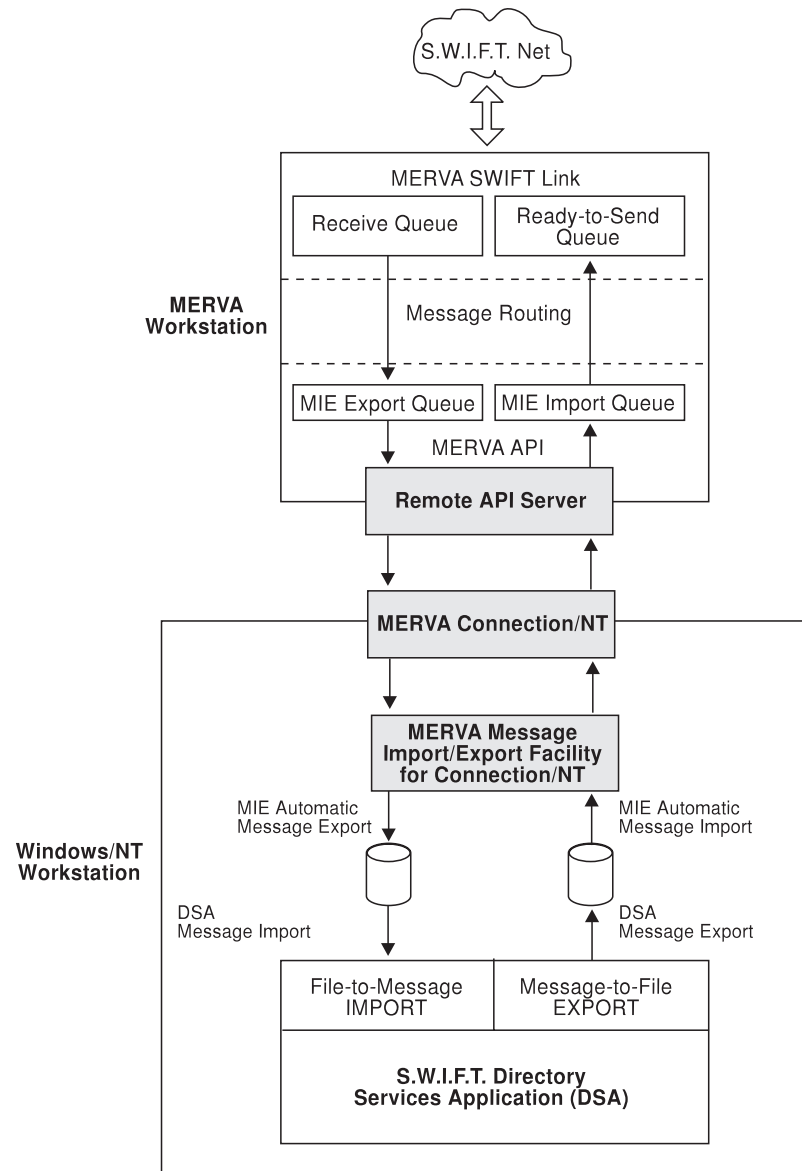 S.W.I.F.T. Net
MERVA SWIFT Link
Receive Queue
Ready-to-Send
Queue
MERVA
Workstation
Message Routing
MIE Export Queue
MIE Import Queue
MERVA API
Remote API Server
MERVA Connection/NT
MERVA Message
Import/Export Facility
for Connection/NT
MIE Automatic
Message Export
MIE Automatic
Message Import
Windows/NT
Workstation
DSA
Message Import
DSA
Message Export
File-to-Message
IMPORT
Message-to-File
EXPORT
S.W.I.F.T. Directory
Services Application (DSA)